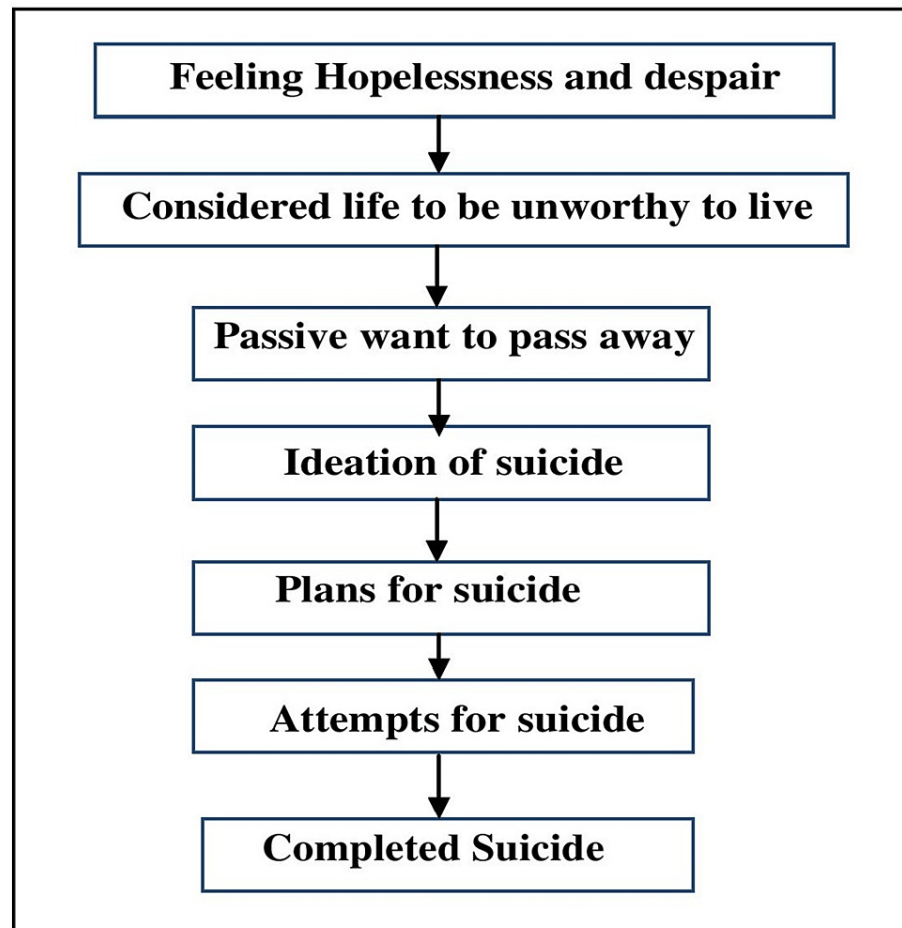 Feeling Hopelessness and despair
Considered life to be unworthy to live
Passive want to pass away
Ideation of suicide
Plans for suicide
Attempts for suicide
Completed Suicide